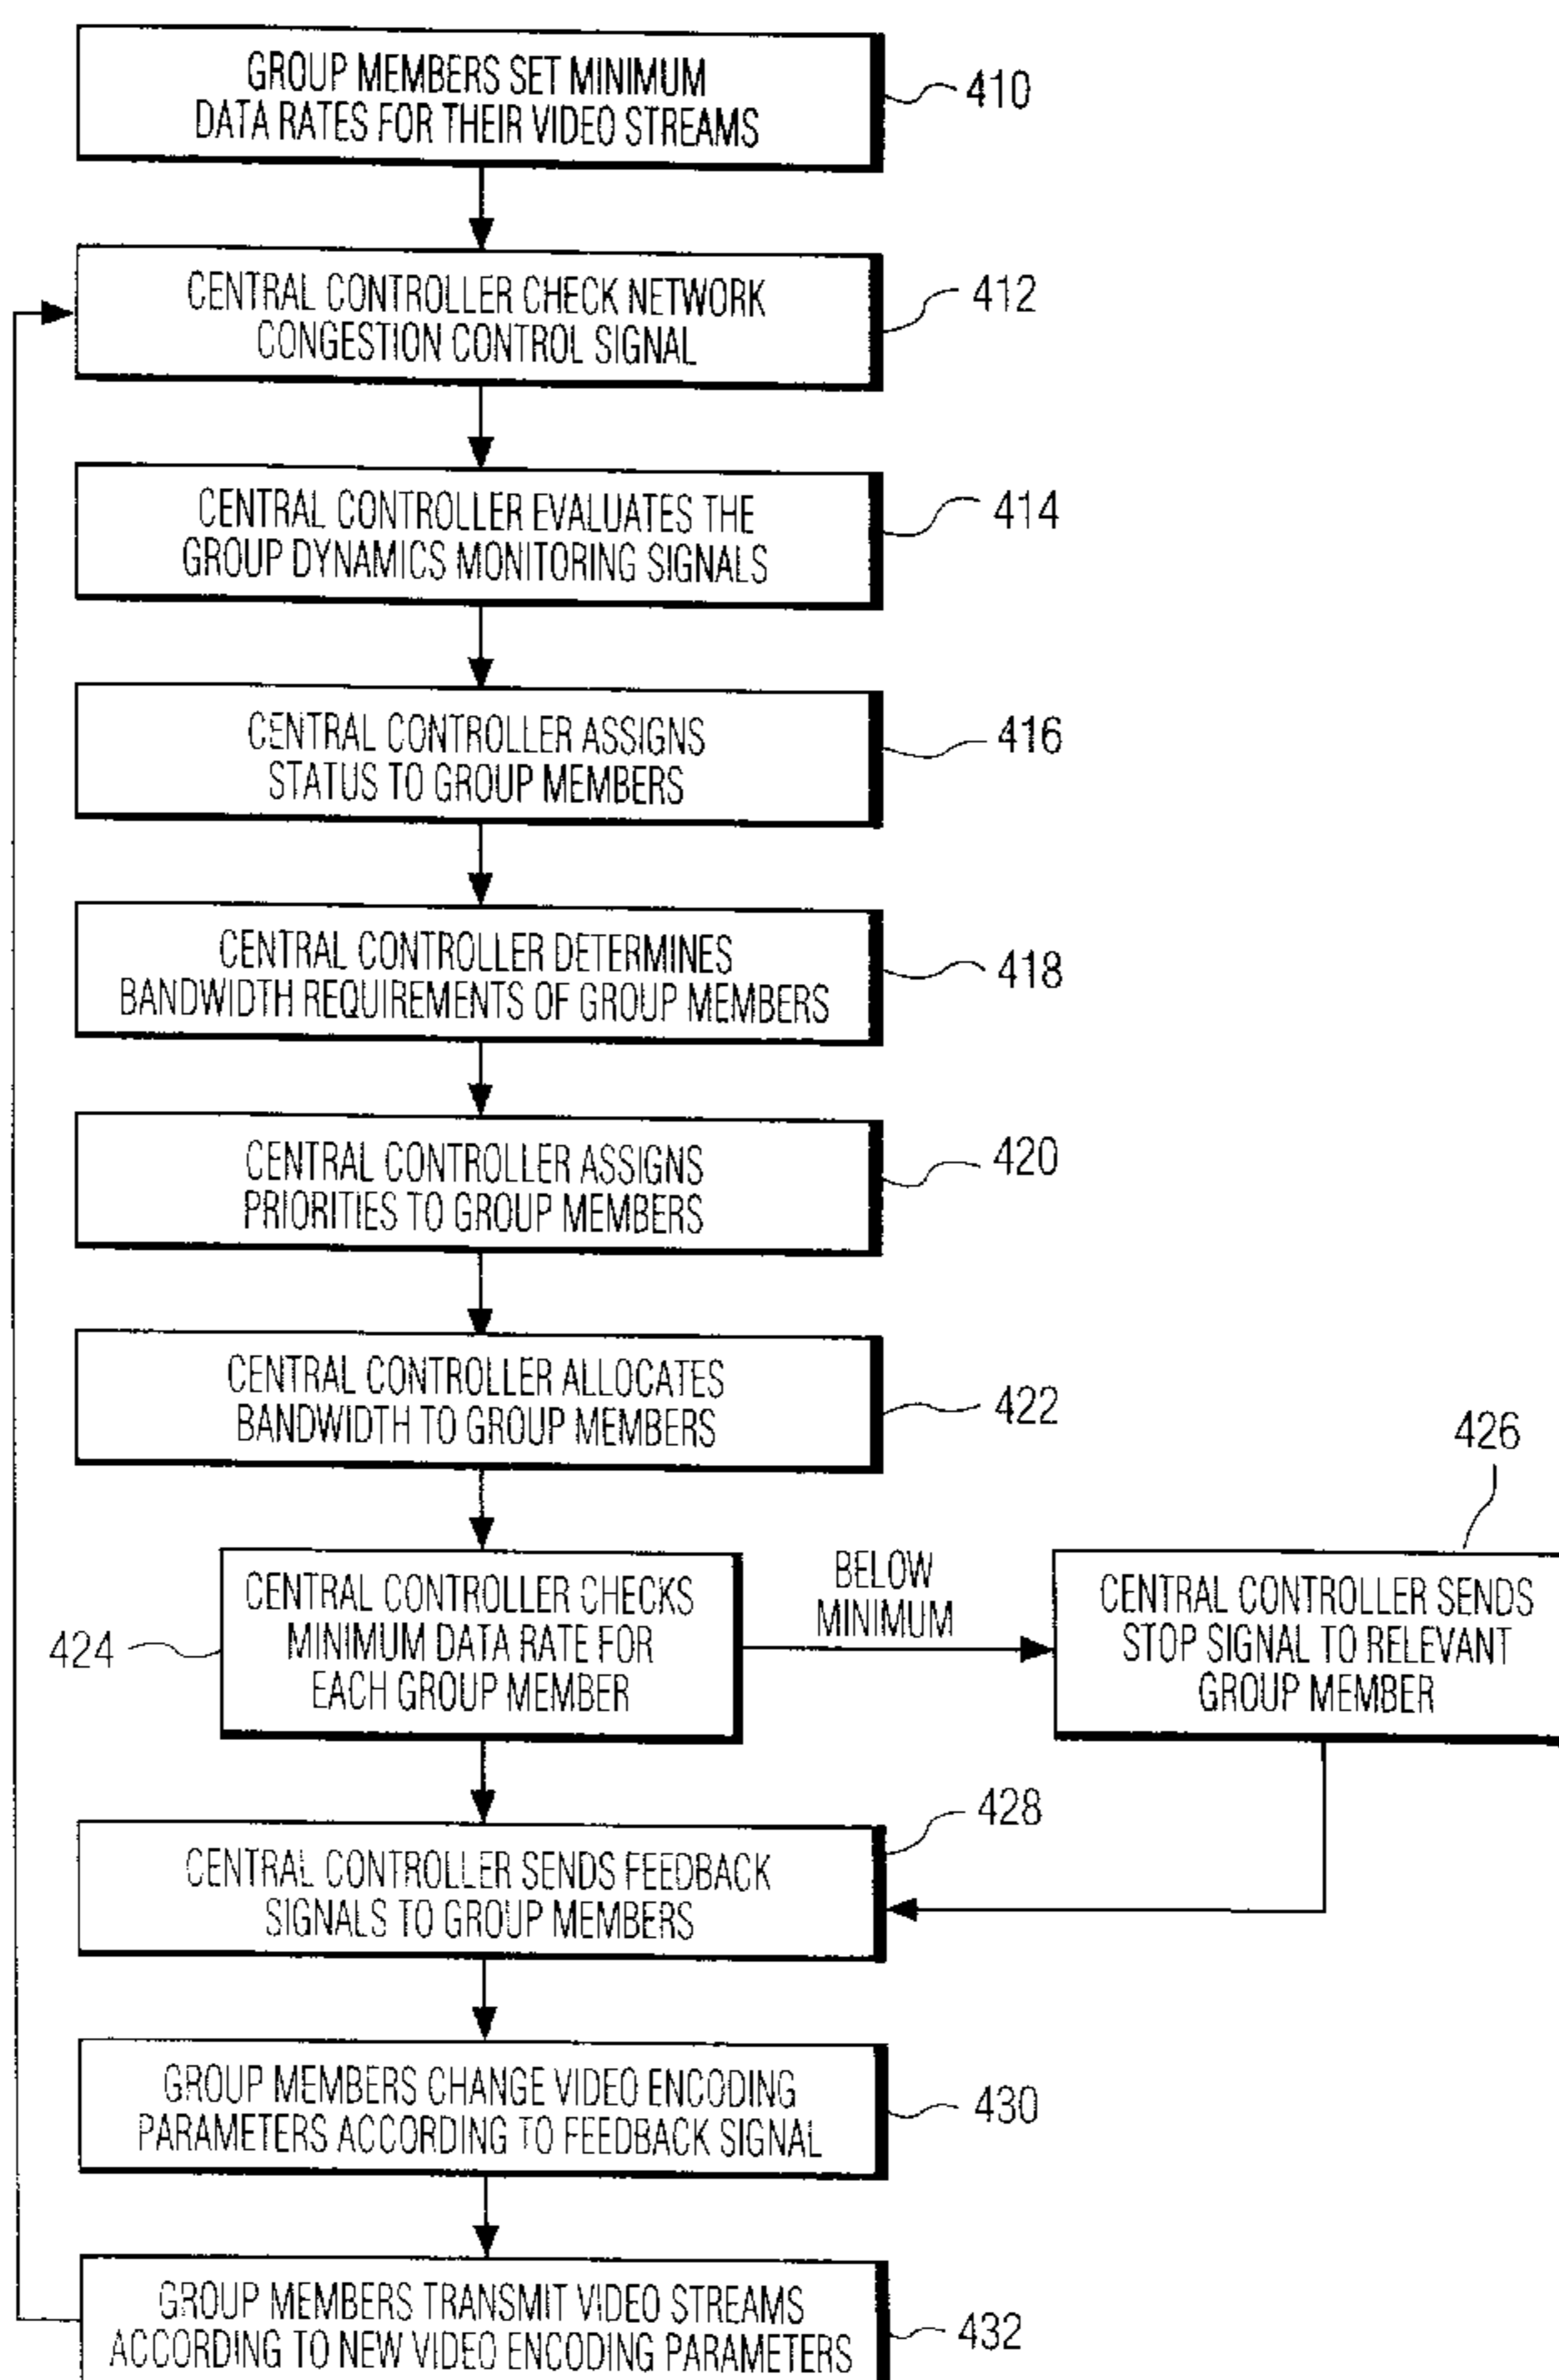 GROUP MEMBERS SET MINIMUM
DATA RATES FOR THEIR VIDEO STREAMS
410
CENTRAL CONTROLLER CHECK NETWORK
CONGESTION CONTROL SIGNAL
412
CENTRAL CONTROLLER EVALUATES THE
GROUP DYNAMICS MONITORING SIGNALS
414
CENTRAL CONTROLLER ASSIGNS
STATUS TO GROUP MEMBERS
416
CENTRAL CONTROLLER DETERMINES
BANDWIDTH REQUIREMENTS OF GROUP MEMBERS
418
CENTRAL CONTROLLER ASSIGNS
PRIORITIES TO GROUP MEMBERS
420
CENTRAL CONTROLLER ALLOCATES
BANDWIDTH TO GROUP MEMBERS
422
424
CENTRAL CONTROLLER CHECKS
MINIMUM DATA RATE FOR
EACH GROUP MEMBER
BELOW
MINIMUM
426
CENTRAL CONTROLLER SENDS
STOP SIGNAL TO RELEVANT
GROUP MEMBER
CENTRAL CONTROLLER SENDS FEEDBACK
SIGNALS TO GROUP MEMBERS
428
GROUP MEMBERS CHANGE VIDEO ENCODING
PARAMETERS ACCORDING TO FEEDBACK SIGNAL
430
GROUP MEMBERS TRANSMIT VIDEO STREAMS
ACCORDING TO NEW VIDEO ENCODING PARAMETERS
432